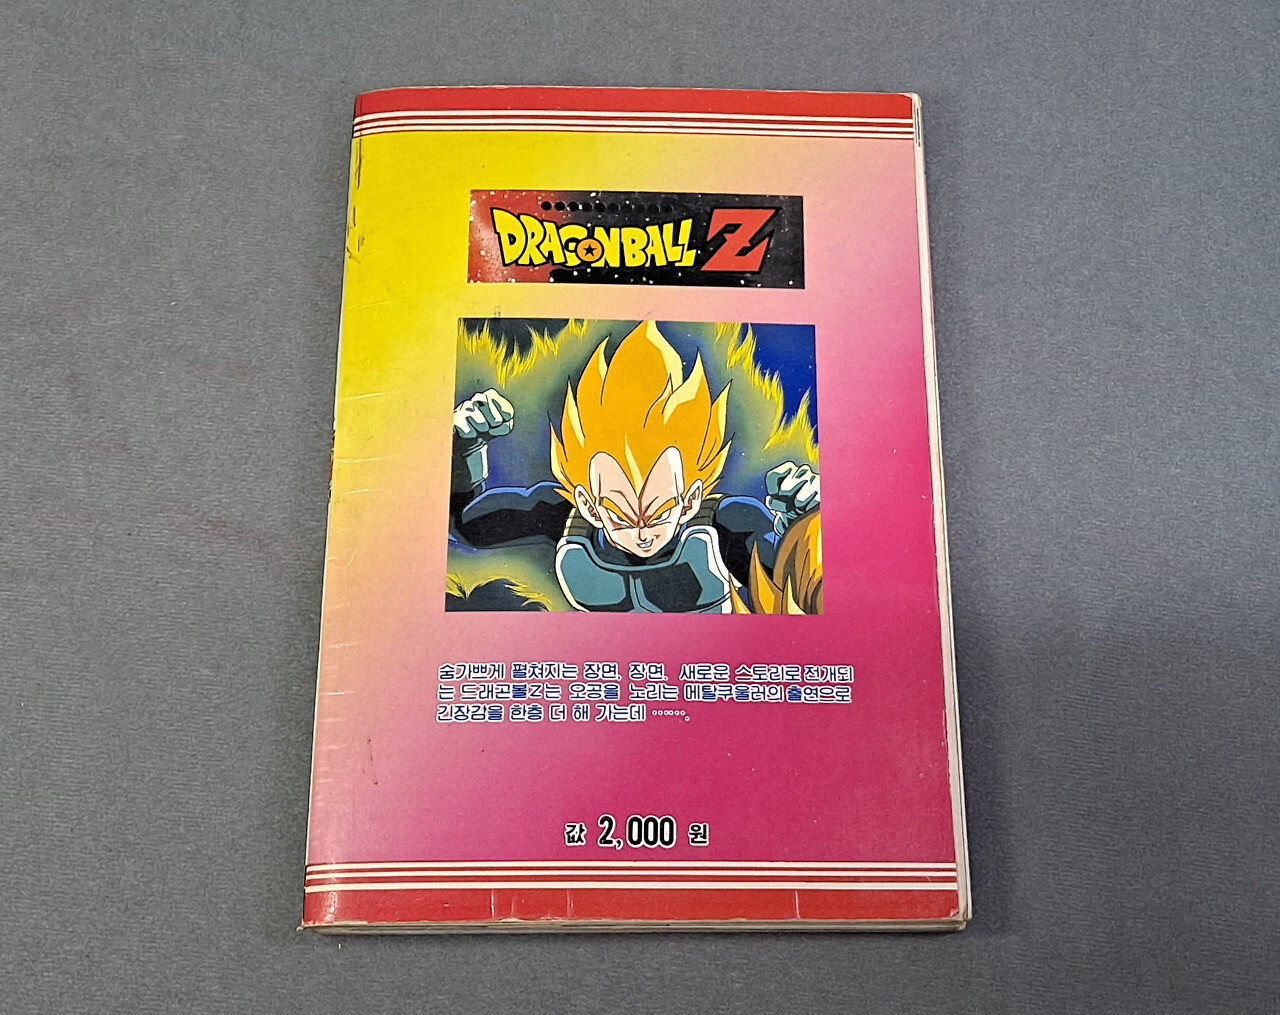 DRAGONBALL Z
숨가쁘게 펼쳐지는 장면, 장면. 새로운 스토리로 전개되
는 드래곤볼Z는 오공을 노리는 메탈쿠울러의 출연으로
긴장감을 한층 더 해 가는데 …….
값 2,000 원